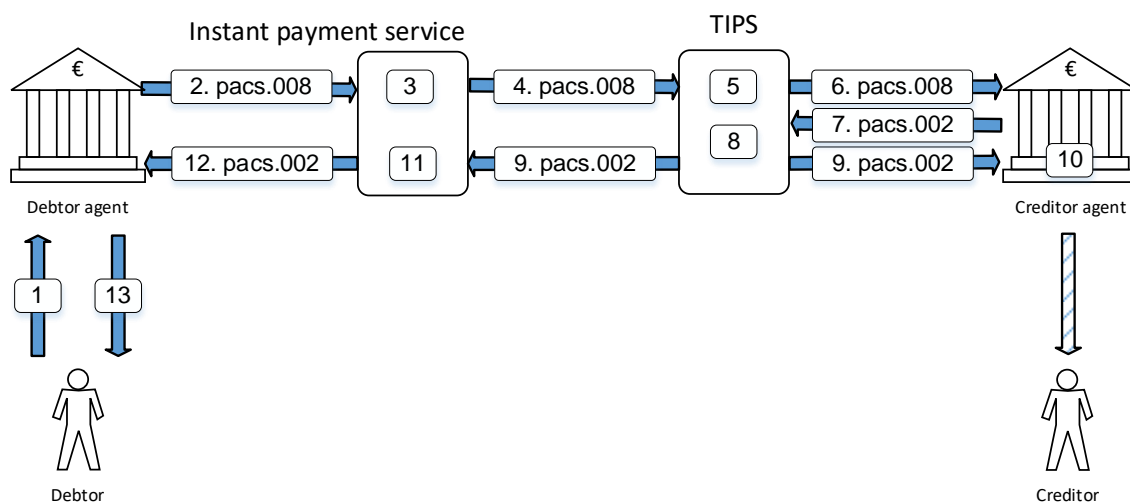 Instant payment service
TIPS
€
€
2. pacs.008
3
4. pacs.008
5
6. pacs.008
7. pacs.002
8
12. pacs.002
11
9. pacs.002
9. pacs.002
10
Debtor agent
Creditor agent
1
13
Debtor
Creditor